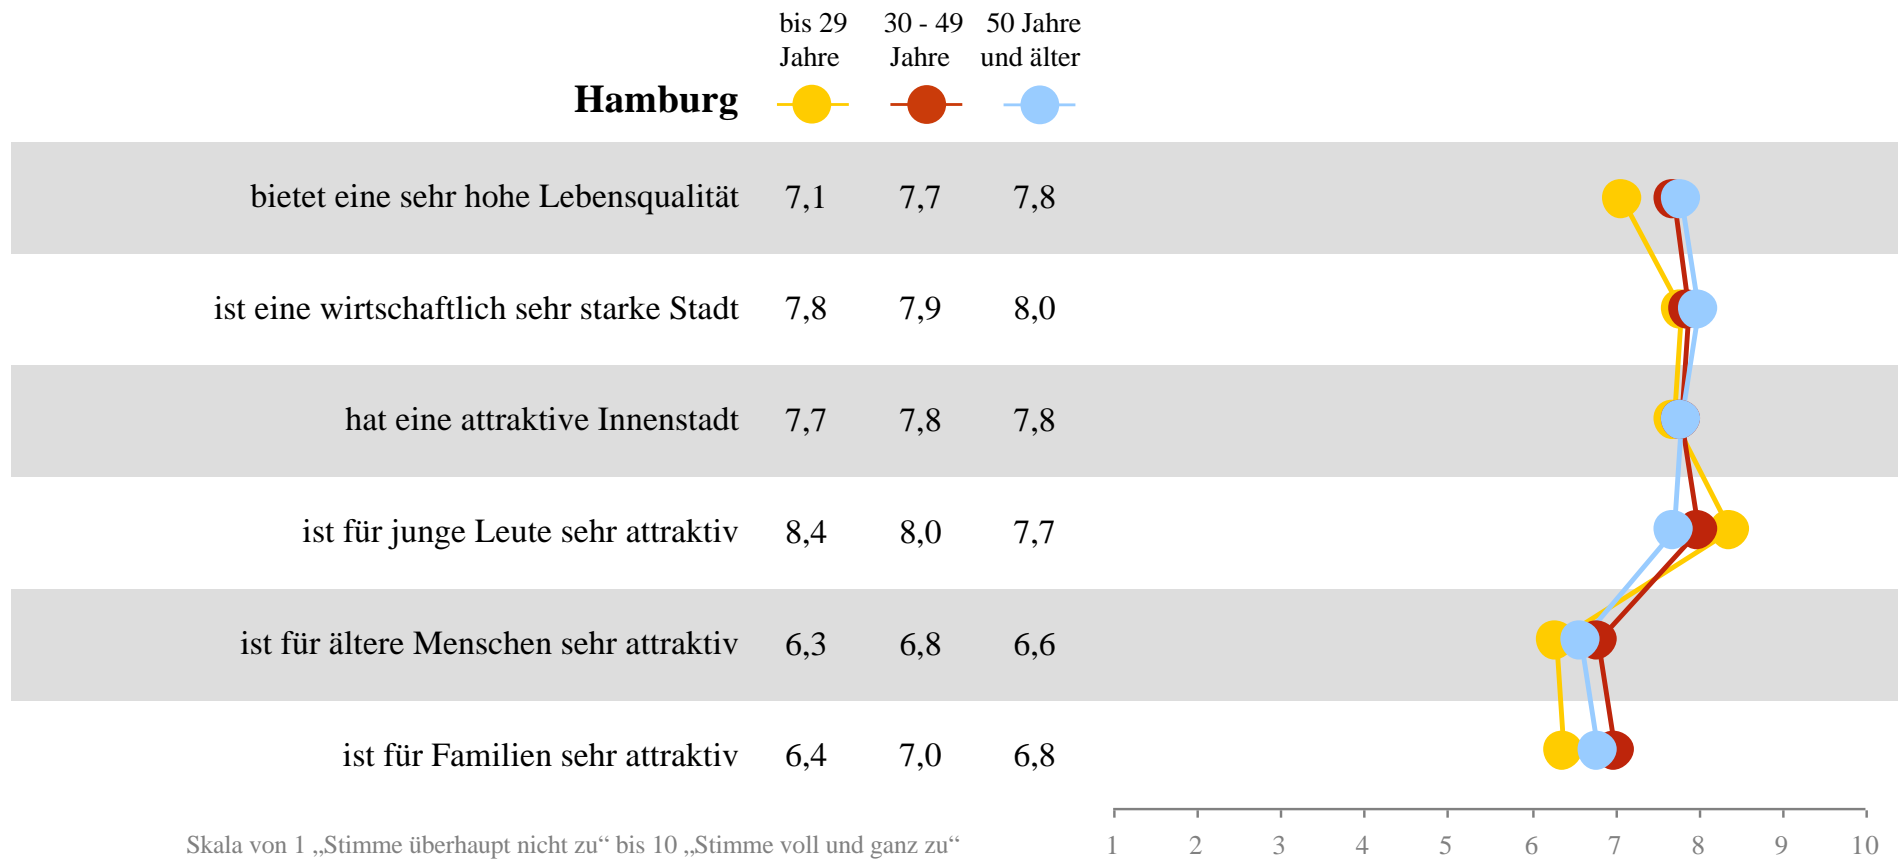 bis 29 30 - 49 50 Jahre
Jahre Jahre und älter
Hamburg
bietet eine sehr hohe Lebensqualität 7,1 7,7 7,8
ist eine wirtschaftlich sehr starke Stadt 7,8 7,9 8,0
hat eine attraktive Innenstadt 7,7 7,8 7,8
ist für junge Leute sehr attraktiv 8,4 8,0 7,7
ist für ältere Menschen sehr attraktiv 6,3 6,8 6,6
ist für Familien sehr attraktiv 6,4 7,0 6,8
Skala von 1 „Stimme überhaupt nicht zu“ bis 10 „Stimme voll und ganz zu“ 1 2 3 4 5 6 7 8 9 10